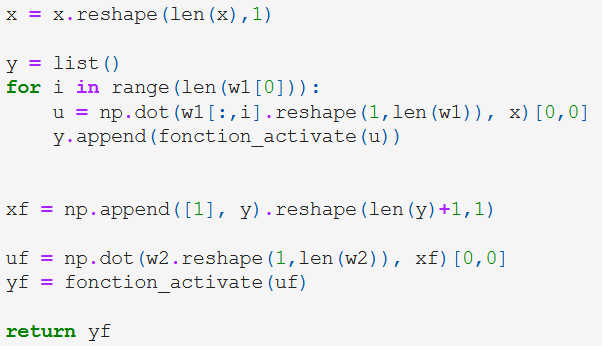 x = x.reshape(len(x),1)
y = list()
for i in range(len(w1[0])):
    u = np.dot(w1[:,i].reshape(1,len(w1)), x)[0,0]
    y.append(fonction_activate(u))
xf = np.append([1], y).reshape(len(y)+1,1)
uf = np.dot(w2.reshape(1,len(w2)), xf)[0,0]
yf = fonction_activate(uf)
return yf